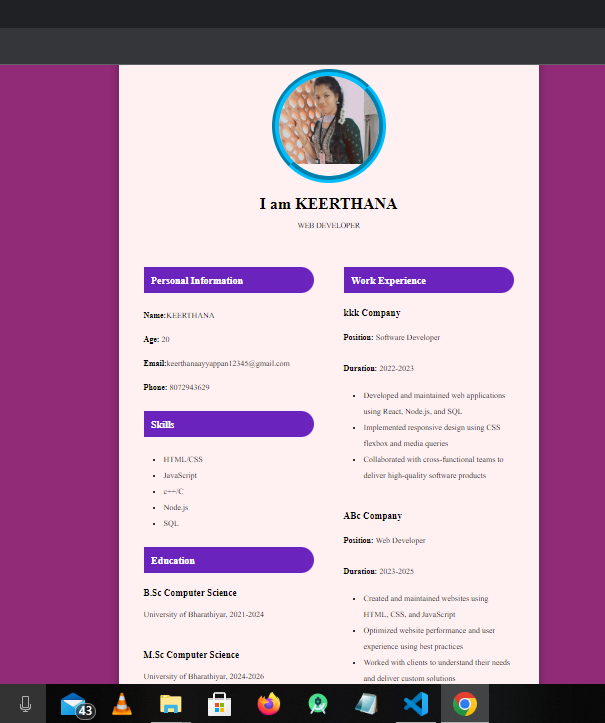 I am KEERTHANA
WEB DEVELOPER
Personal Information
Name:KEERTHANA
Age: 20
Email:keerthanaayyappan12345@gmail.com
Phone: 8072943629
Skills
HTML/CSS
JavaScript
c++/C
Node.js
SQL
Education
B.Sc Computer Science
University of Bharathiyar, 2021-2024
M.Sc Computer Science
University of Bharathiyar, 2024-2026
Work Experience
kkk Company
Position: Software Developer
Duration: 2022-2023
Developed and maintained web applications
using React, Node.js, and SQL
Implemented responsive design using CSS
flexbox and media queries
Collaborated with cross-functional teams to
deliver high-quality software products
ABc Company
Position: Web Developer
Duration: 2023-2025
Created and maintained websites using
HTML, CSS, and JavaScript
Optimized website performance and user
experience using best practices
Worked with clients to understand their needs
and deliver custom solutions
43